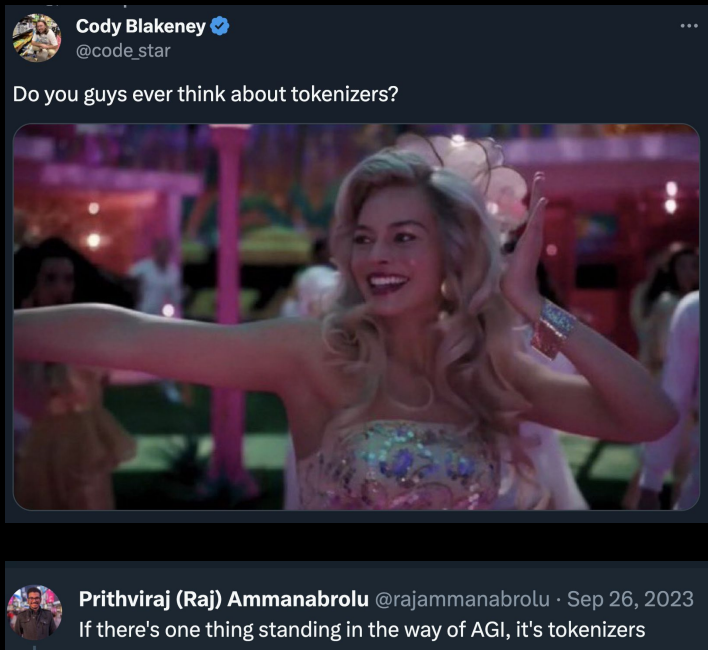 Cody Blakeney
@code_star
Do you guys ever think about tokenizers?
Prithviraj (Raj) Ammanabrolu @rajammanabrolu · Sep 26, 2023
If there's one thing standing in the way of AGI, it's tokenizers